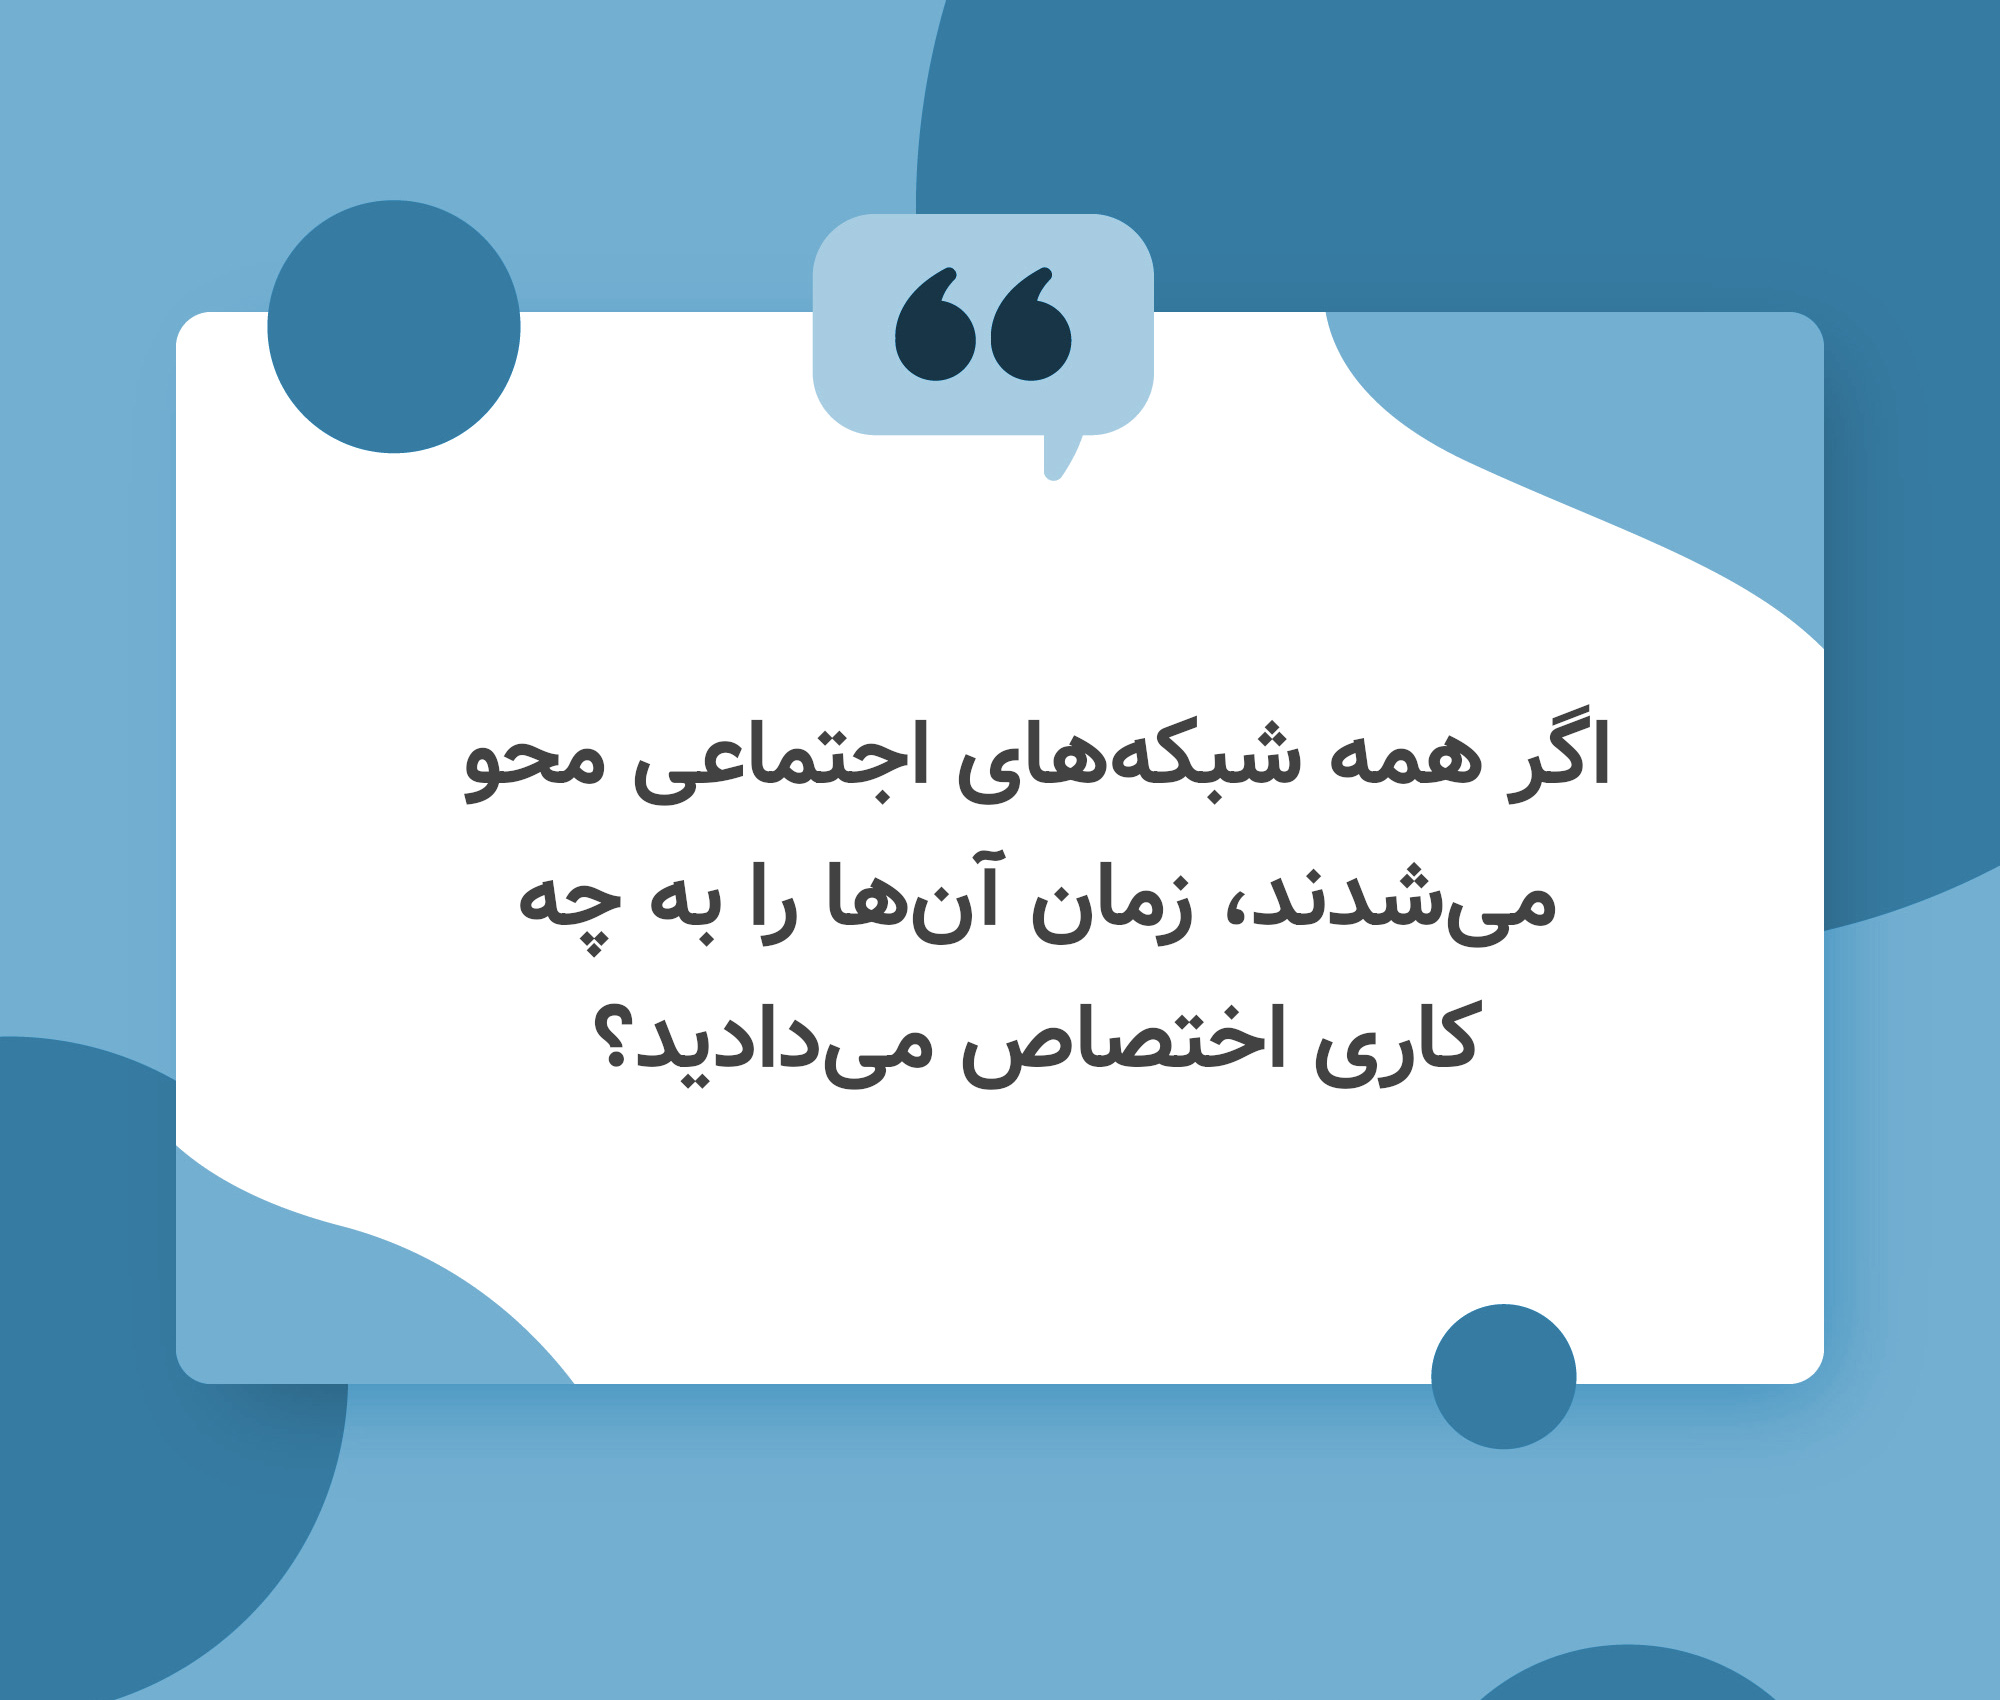 اگر همه شبکه‌های اجتماعی محو
می‌شدند، زمان آن‌ها را به چه
کاری اختصاص می‌دادید؟